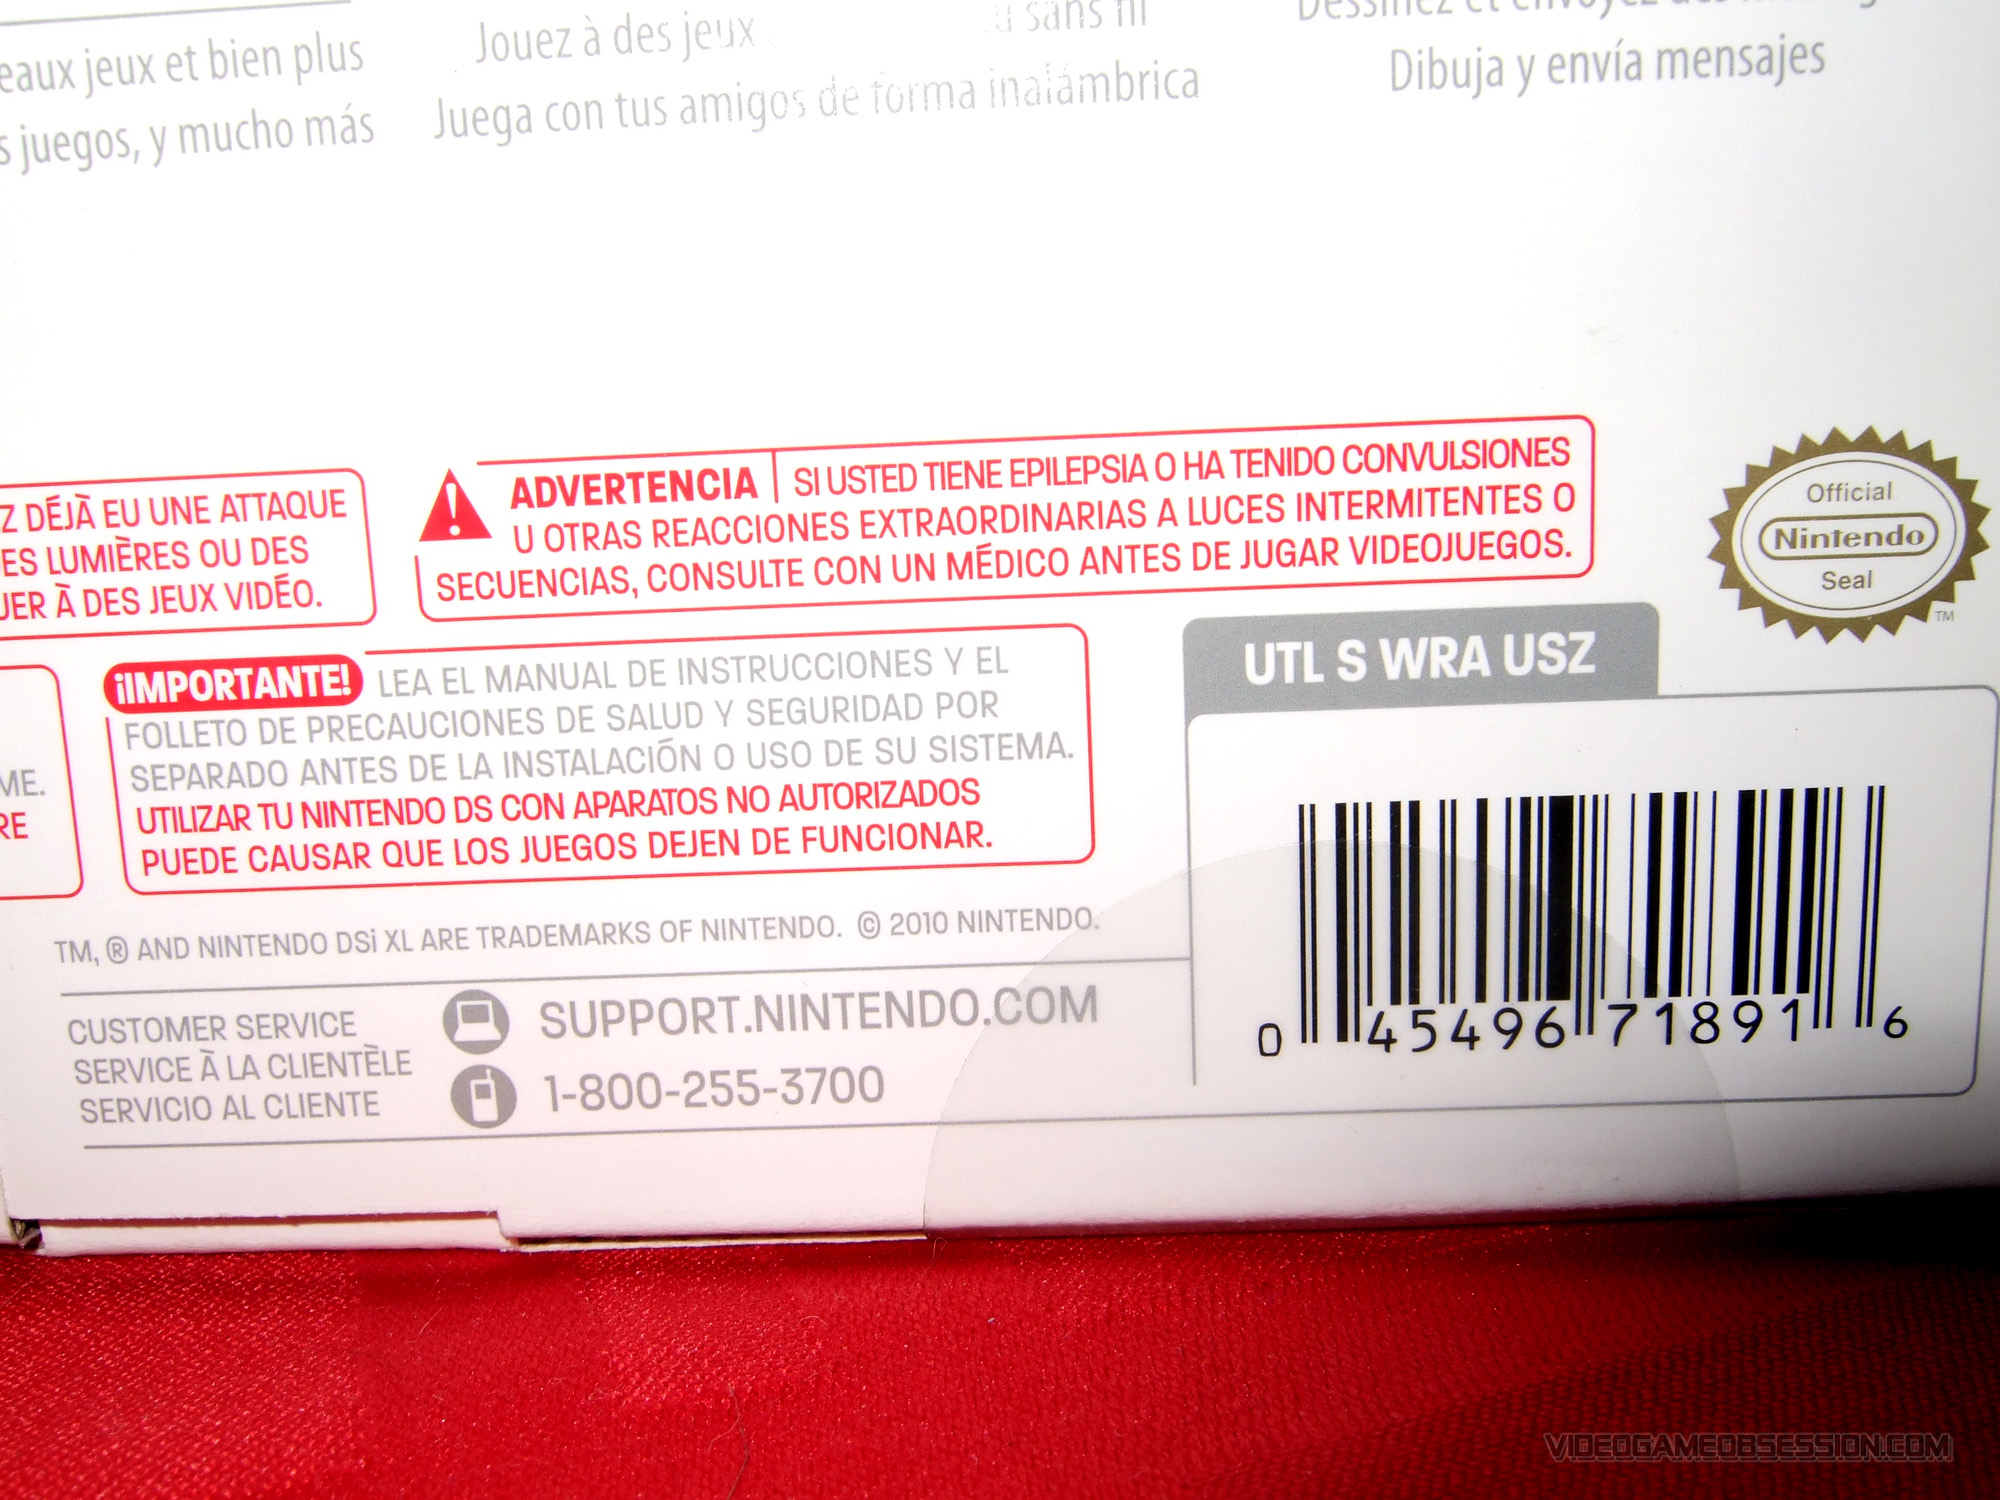 eaux jeux et bien plus
s juegos, y mucho más
Jouez à des jeux
sans fil
Juega con tus amigos de forma inalámbrica
Dessinez et envoyez des
Dibuja y envía mensajes
Z DÉJÀ EU UNE ATTAQUE
ES LUMIÈRES OU DES
UER À DES JEUX VIDÉO.
ADVERTENCIA SI USTED TIENE EPILEPSIA O HA TENIDO CONVULSIONES
U OTRAS REACCIONES EXTRAORDINARIAS A LUCES INTERMITENTES O
SECUENCIAS, CONSULTE CON UN MÉDICO ANTES DE JUGAR VIDEOJUEGOS.
Official
Nintendo
Seal
TM
ME.
RE
¡IMPORTANTE! LEA EL MANUAL DE INSTRUCCIONES Y EL
FOLLETO DE PRECAUCIONES DE SALUD Y SEGURIDAD POR
SEPARADO ANTES DE LA INSTALACIÓN O USO DE SU SISTEMA.
UTILIZAR TU NINTENDO DS CON APARATOS NO AUTORIZADOS
PUEDE CAUSAR QUE LOS JUEGOS DEJEN DE FUNCIONAR.
UTL S WRA USZ
0 45496 71891 6
TM, ® AND NINTENDO DSi XL ARE TRADEMARKS OF NINTENDO. © 2010 NINTENDO.
CUSTOMER SERVICE
SERVICE À LA CLIENTÈLE
SERVICIO AL CLIENTE
SUPPORT.NINTENDO.COM
1-800-255-3700
VIDEOGAMEOBSESSION.COM